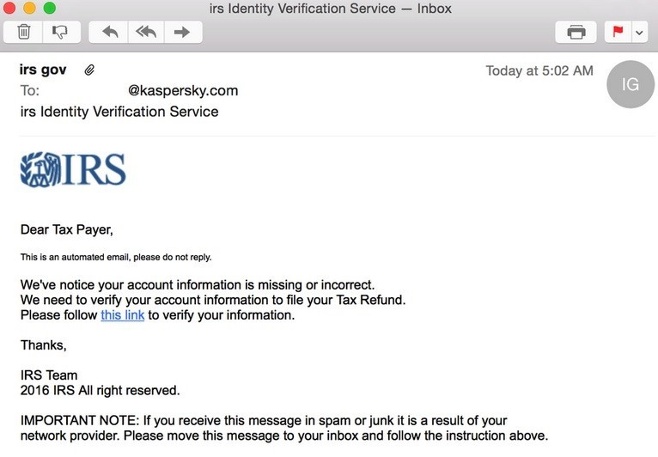 irs Identity Verification Service — Inbox
irs gov
Today at 5:02 AM
IG
To: @kaspersky.com
irs Identity Verification Service
IRS
Dear Tax Payer,
This is an automated email, please do not reply.
We've notice your account information is missing or incorrect.
We need to verify your account information to file your Tax Refund.
Please follow this link to verify your information.
Thanks,
IRS Team
2016 IRS All right reserved.
IMPORTANT NOTE: If you receive this message in spam or junk it is a result of your
network provider. Please move this message to your inbox and follow the instruction above.